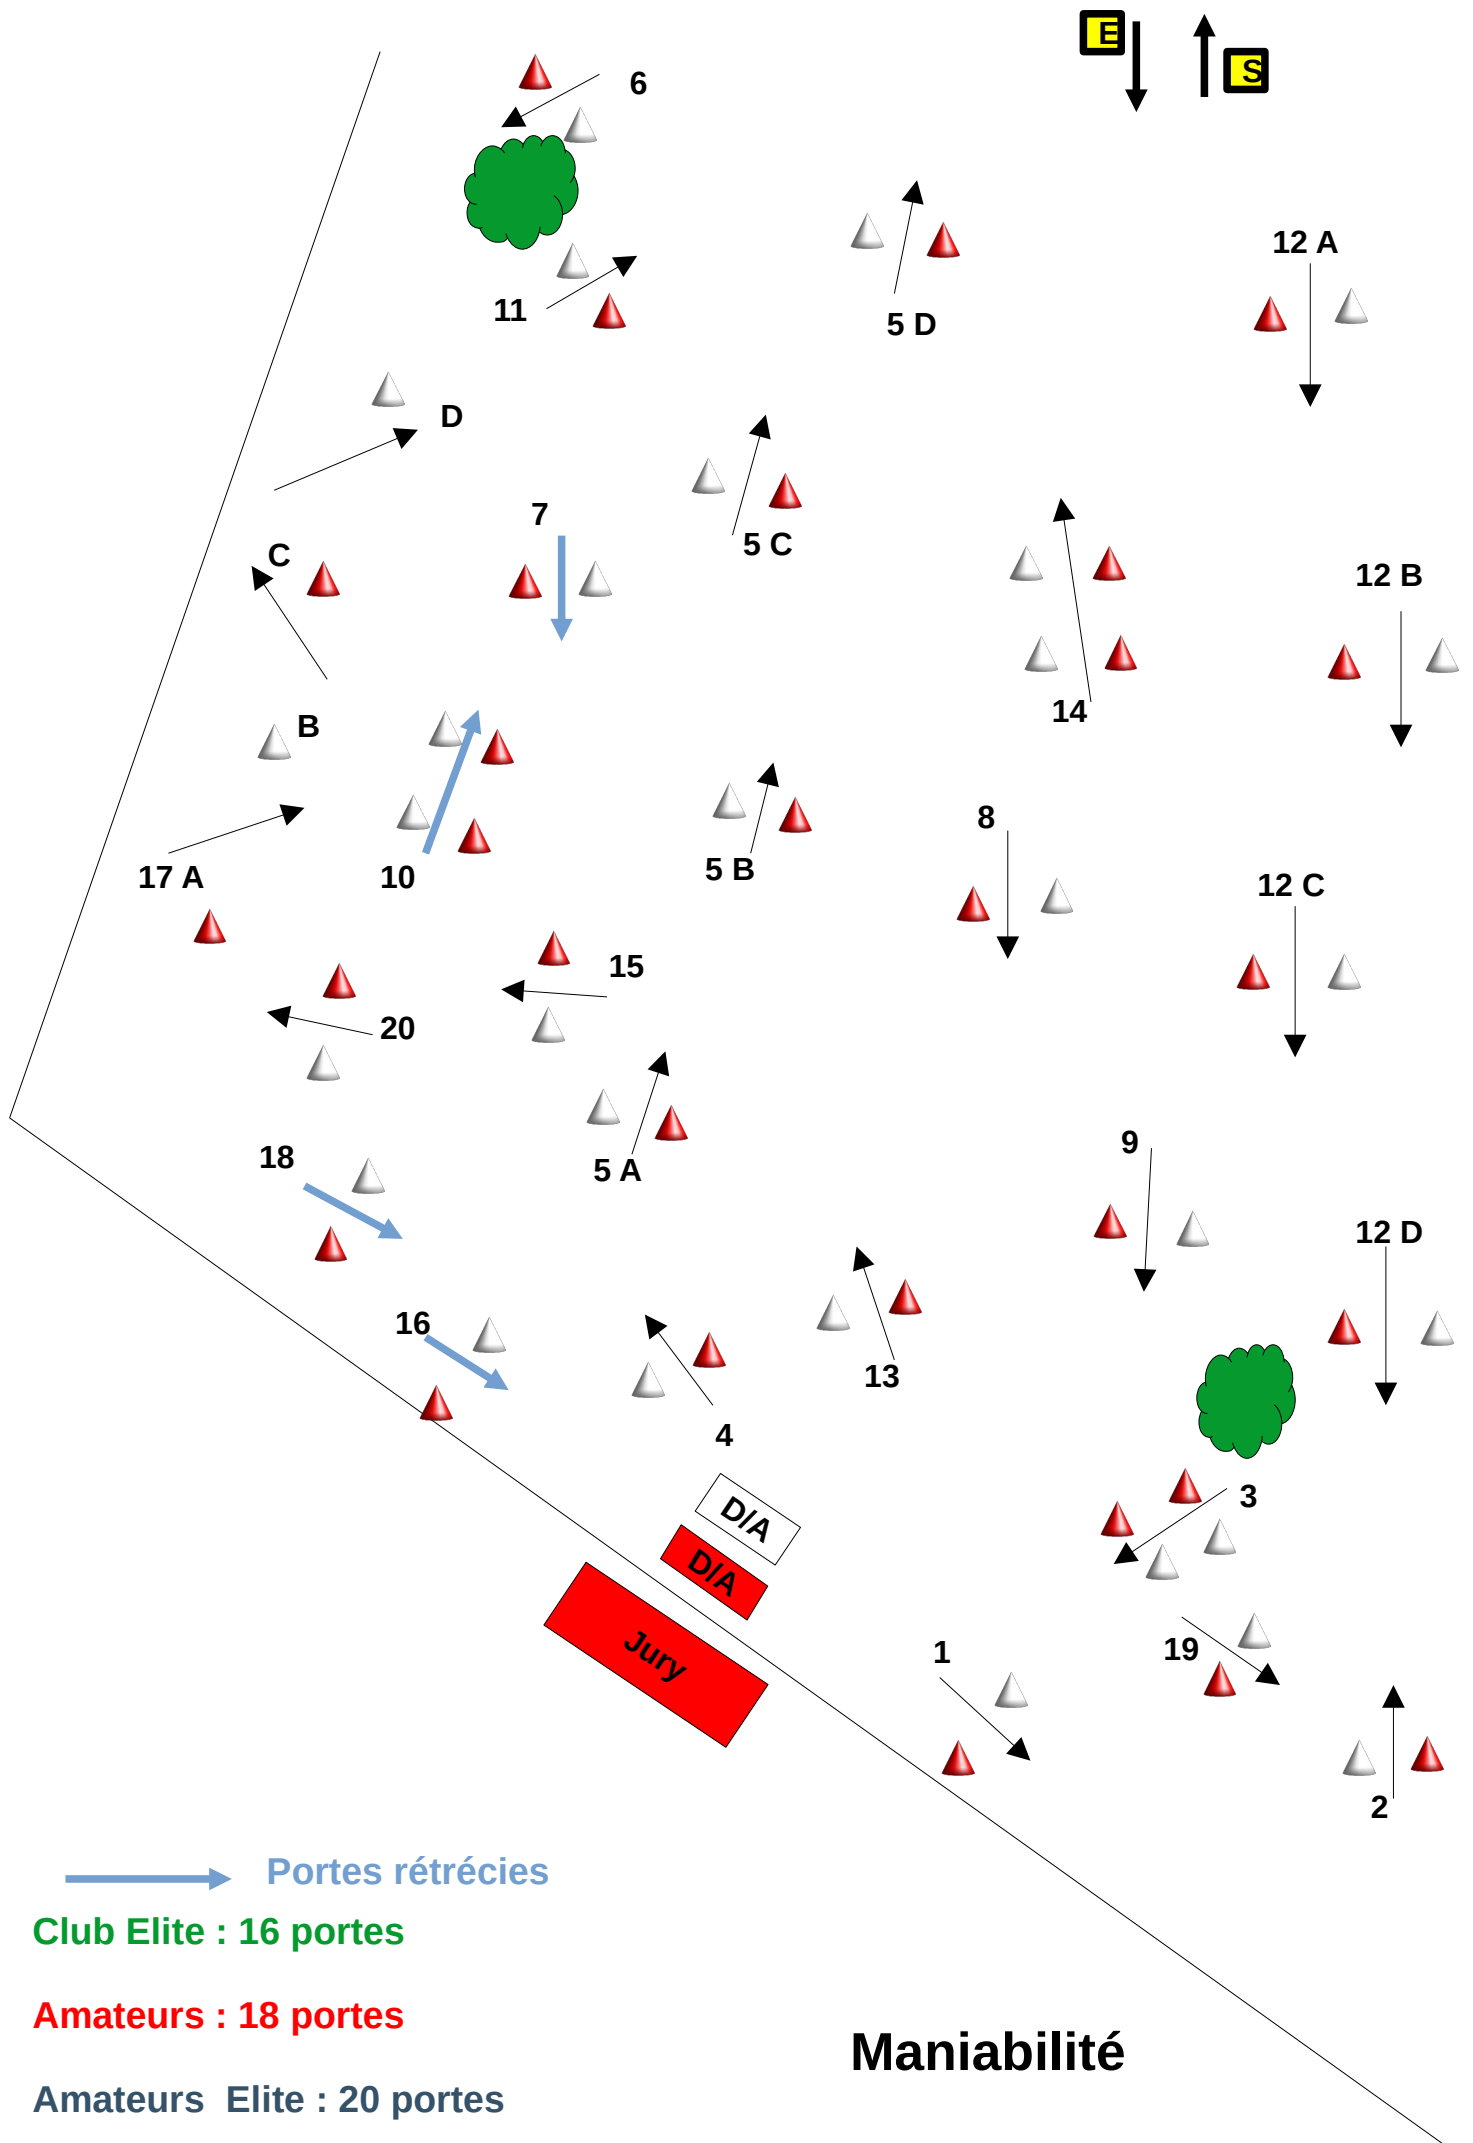 E
S
6
12 A
11
5 D
D
7
5 C
C
12 B
14
B
8
5 B
17 A
10
12 C
15
20
9
18
5 A
12 D
16
13
4
3
D/A
D/A
Jury
19
1
2
Portes rétrécies
Club Elite : 16 portes
Amateurs : 18 portes
Maniabilité
Amateurs Elite : 20 portes